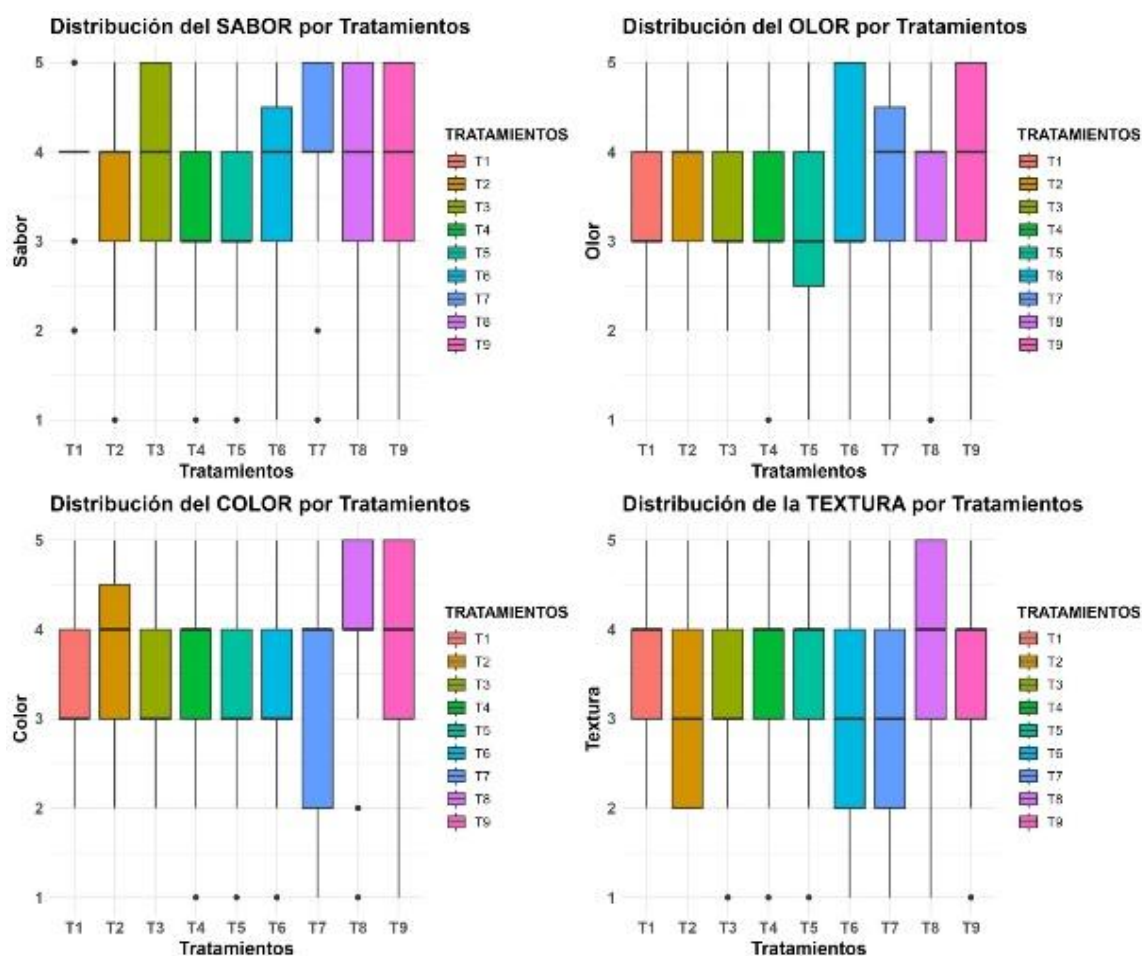 Distribución del SABOR por Tratamientos
5
4
3
2
1
Sabor
T1 T2 T3 T4 T5 T6 T7 T8 T9
Tratamientos
TRATAMIENTOS
T1
T2
T3
T4
T5
T6
T7
T8
T9
Distribución del OLOR por Tratamientos
5
4
3
2
1
Olor
T1 T2 T3 T4 T5 T6 T7 T8 T9
Tratamientos
TRATAMIENTOS
T1
T2
T3
T4
T5
T6
T7
T8
T9
Distribución del COLOR por Tratamientos
5
4
3
2
1
Color
T1 T2 T3 T4 T5 T6 T7 T8 T9
Tratamientos
TRATAMIENTOS
T1
T2
T3
T4
T5
T6
T7
T8
T9
Distribución de la TEXTURA por Tratamientos
5
4
3
2
1
Textura
T1 T2 T3 T4 T5 T6 T7 T8 T9
Tratamientos
TRATAMIENTOS
T1
T2
T3
T4
T5
T6
T7
T8
T9